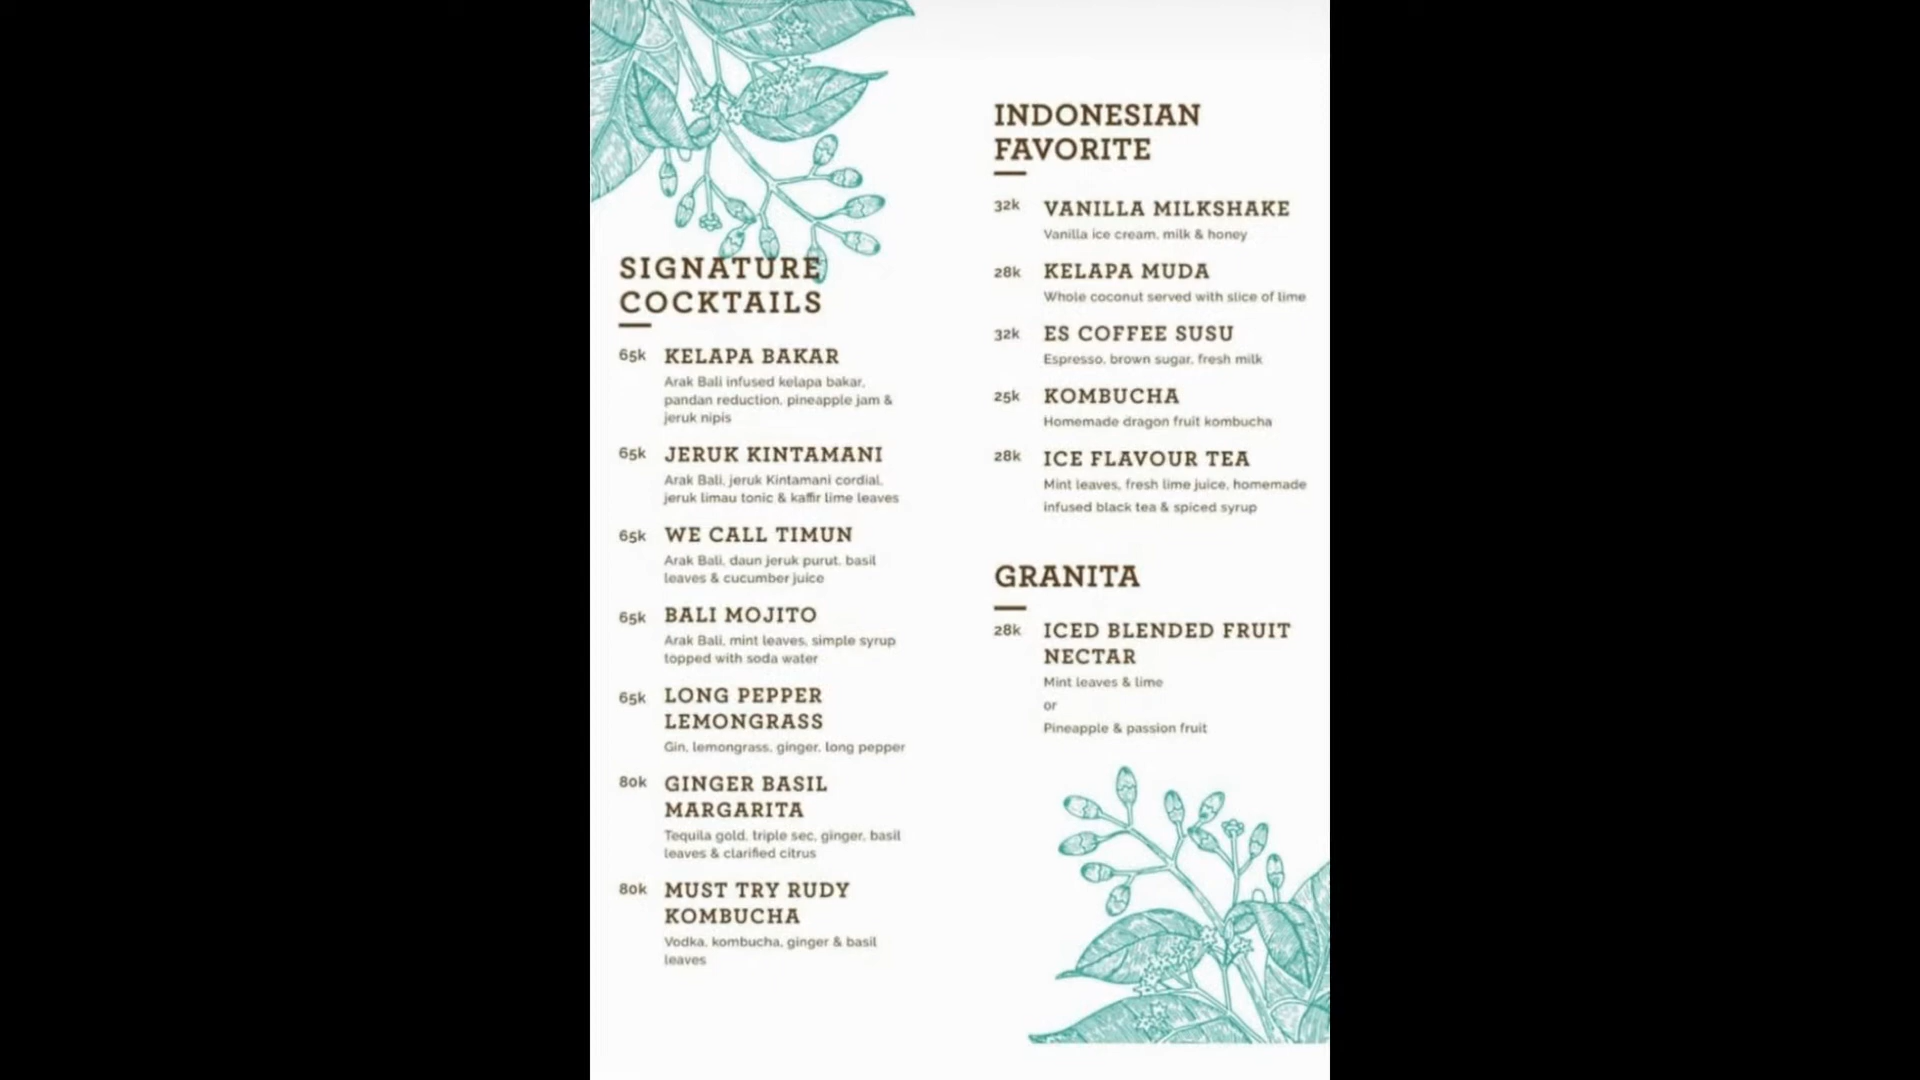 SIGNATURE
COCKTAILS
65k KELAPA BAKAR
Arak Bali infused kelapa bakar,
pandan reduction, pineapple jam &
jeruk nipis
65k JERUK KINTAMANI
Arak Bali, jeruk Kintamani cordial,
jeruk limau tonic & kaffir lime leaves
65k WE CALL TIMUN
Arak Bali, daun jeruk purut, basil
leaves & cucumber juice
65k BALI MOJITO
Arak Bali, mint leaves, simple syrup
topped with soda water
65k LONG PEPPER
LEMONGRASS
Gin, lemongrass, ginger, long pepper
80k GINGER BASIL
MARGARITA
Tequila gold, triple sec, ginger, basil
leaves & clarified citrus
80k MUST TRY RUDY
KOMBUCHA
Vodka, kombucha, ginger & basil
leaves
INDONESIAN
FAVORITE
32k VANILLA MILKSHAKE
Vanilla ice cream, milk & honey
28k KELAPA MUDA
Whole coconut served with slice of lime
32k ES COFFEE SUSU
Espresso, brown sugar, fresh milk
25k KOMBUCHA
Homemade dragon fruit kombucha
28k ICE FLAVOUR TEA
Mint leaves, fresh lime juice, homemade
infused black tea & spiced syrup
GRANITA
28k ICED BLENDED FRUIT
NECTAR
Mint leaves & lime
or
Pineapple & passion fruit